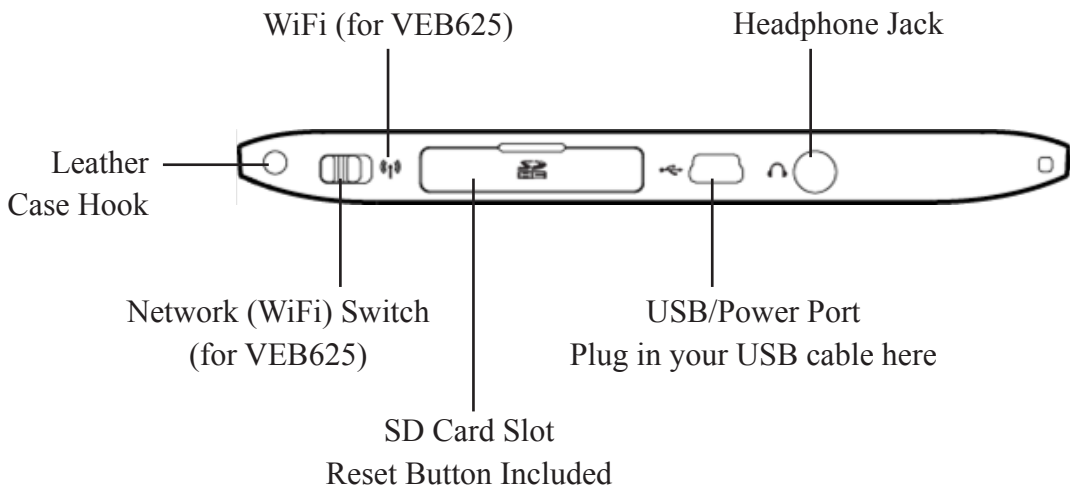 WiFi (for VEB625)
Headphone Jack
Leather
Case Hook
Network (WiFi) Switch
(for VEB625)
USB/Power Port
Plug in your USB cable here
SD Card Slot
Reset Button Included